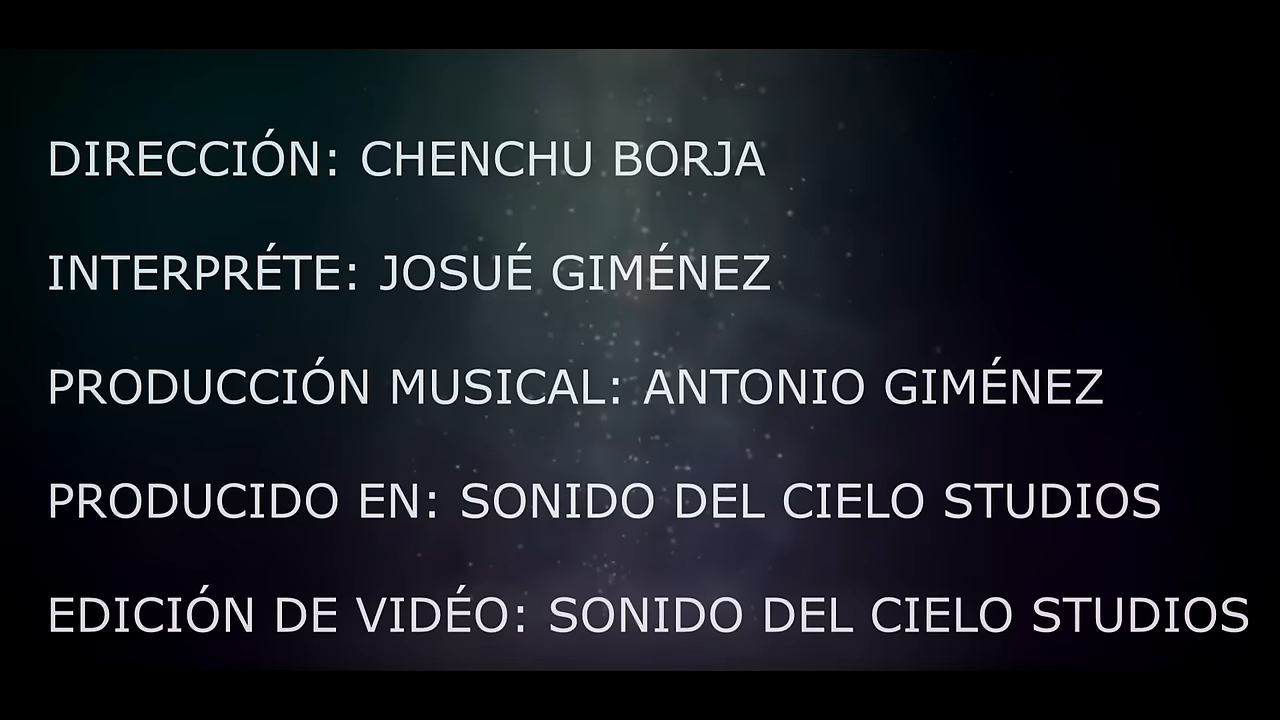 DIRECCIÓN: CHENCHU BORJA
INTERPRÉTE: JOSUÉ GIMÉNEZ
PRODUCCIÓN MUSICAL: ANTONIO GIMÉNEZ
PRODUCIDO EN: SONIDO DEL CIELO STUDIOS
EDICIÓN DE VIDÉO: SONIDO DEL CIELO STUDIOS